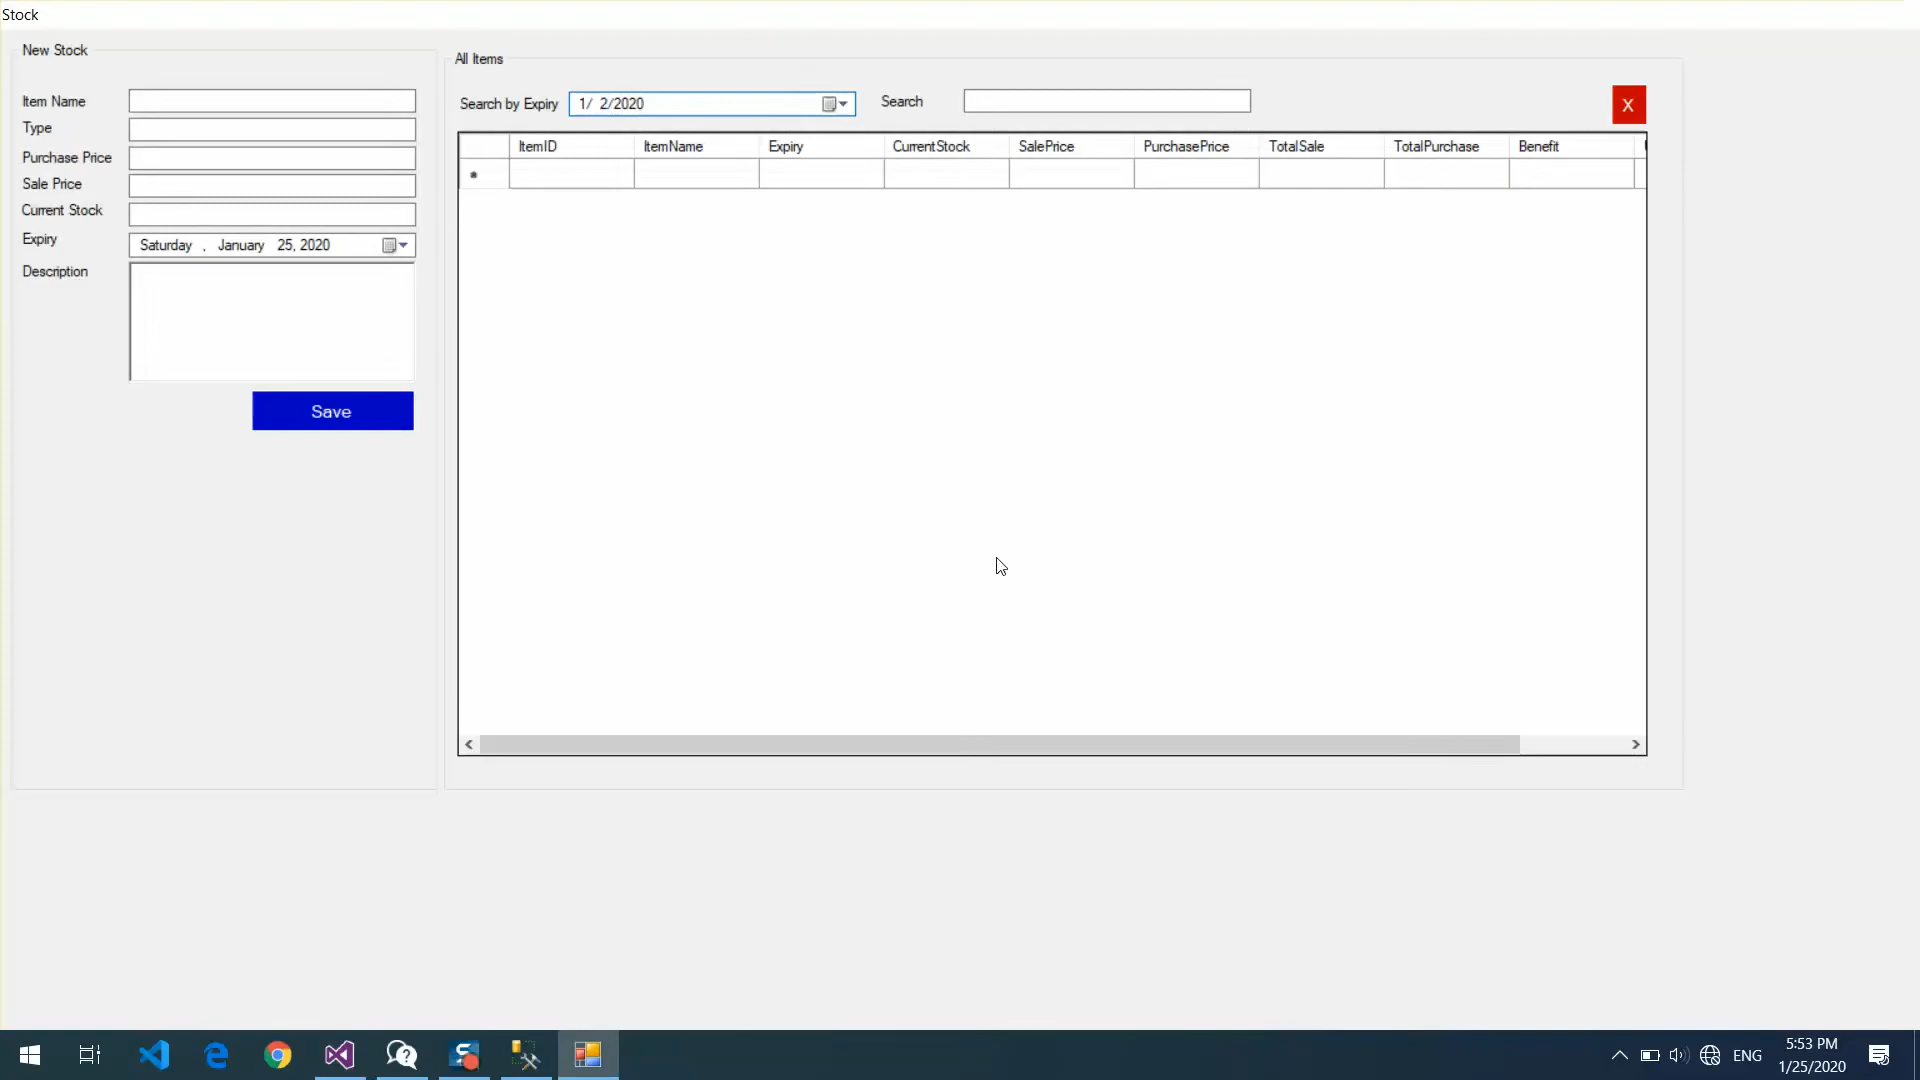 Stock
New Stock
Item Name
Type
Purchase Price
Sale Price
Current Stock
Expiry
Saturday , January 25, 2020
Description
Save
All Items
Search by Expiry 1/ 2/2020 Search X
ItemID ItemName Expiry CurrentStock SalePrice PurchasePrice TotalSale TotalPurchase Benefit
ENG
5:53 PM
1/25/2020